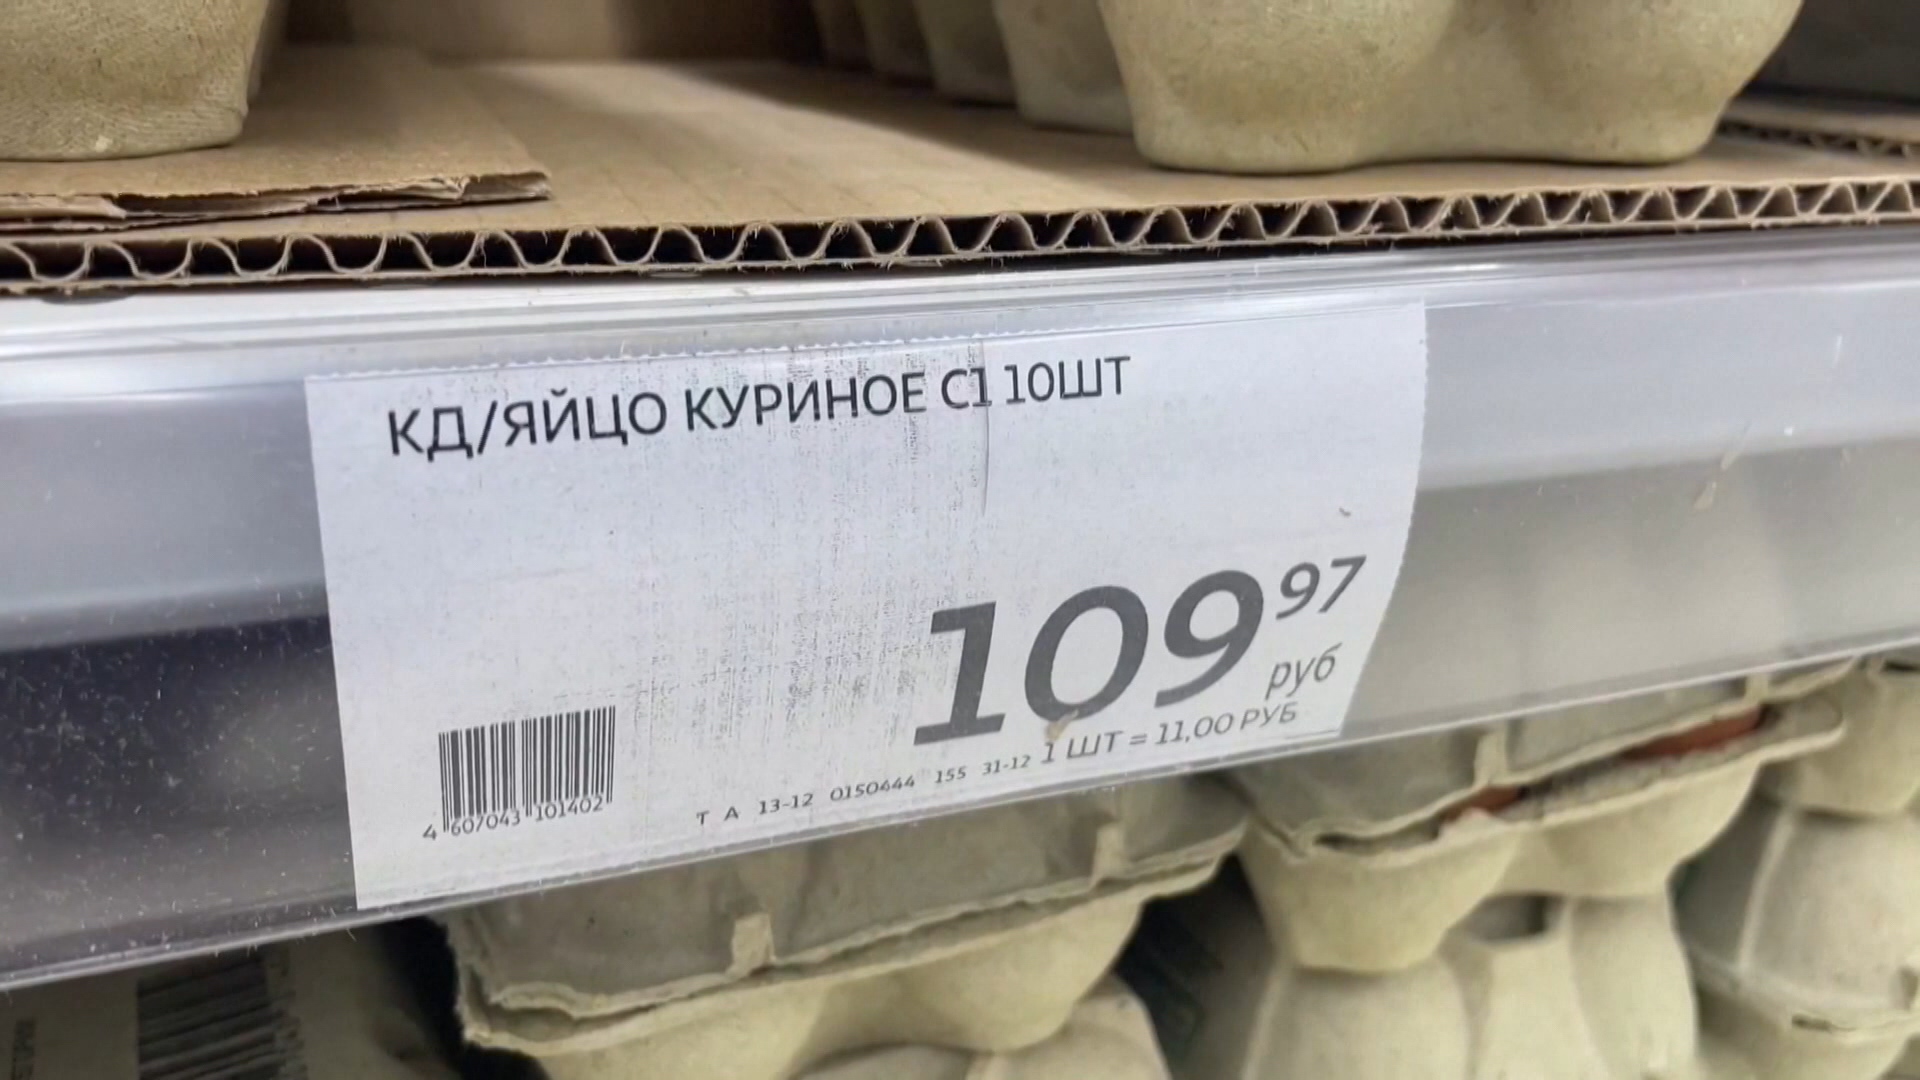 КД/ЯЙЦО КУРИНОЕ С1 10ШТ
109 97
руб
1 ШТ = 11,00 РУБ
Т А 13-12 0150444 155 31-12
4 607043 101402